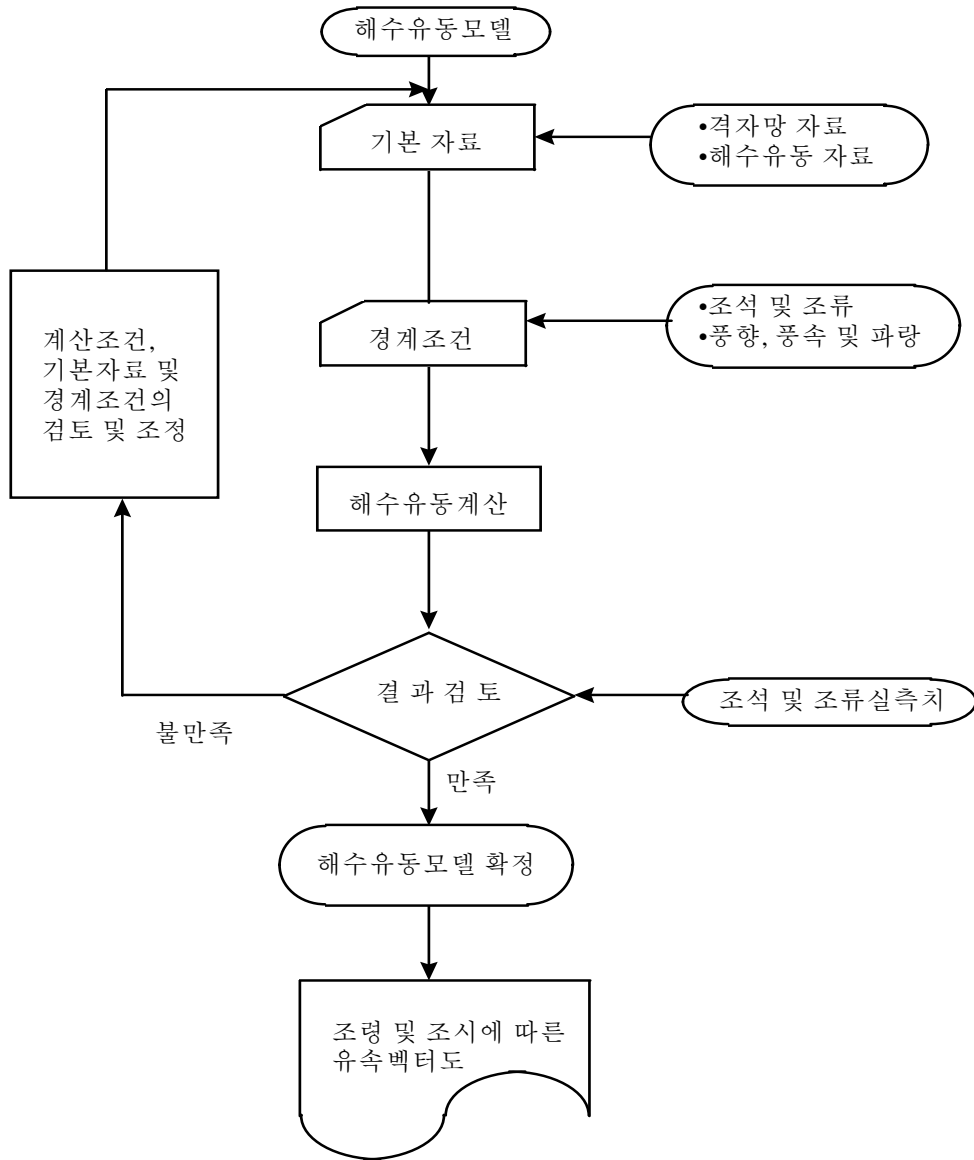 해수유동모델
기본 자료
•격자망 자료
•해수유동 자료
계산조건,
기본자료 및
경계조건의
검토 및 조정
경계조건
•조석 및 조류
•풍향, 풍속 및 파랑
해수유동계산
결 과 검 토
조석 및 조류실측치
불만족
만족
해수유동모델 확정
조령 및 조시에 따른
유속벡터도